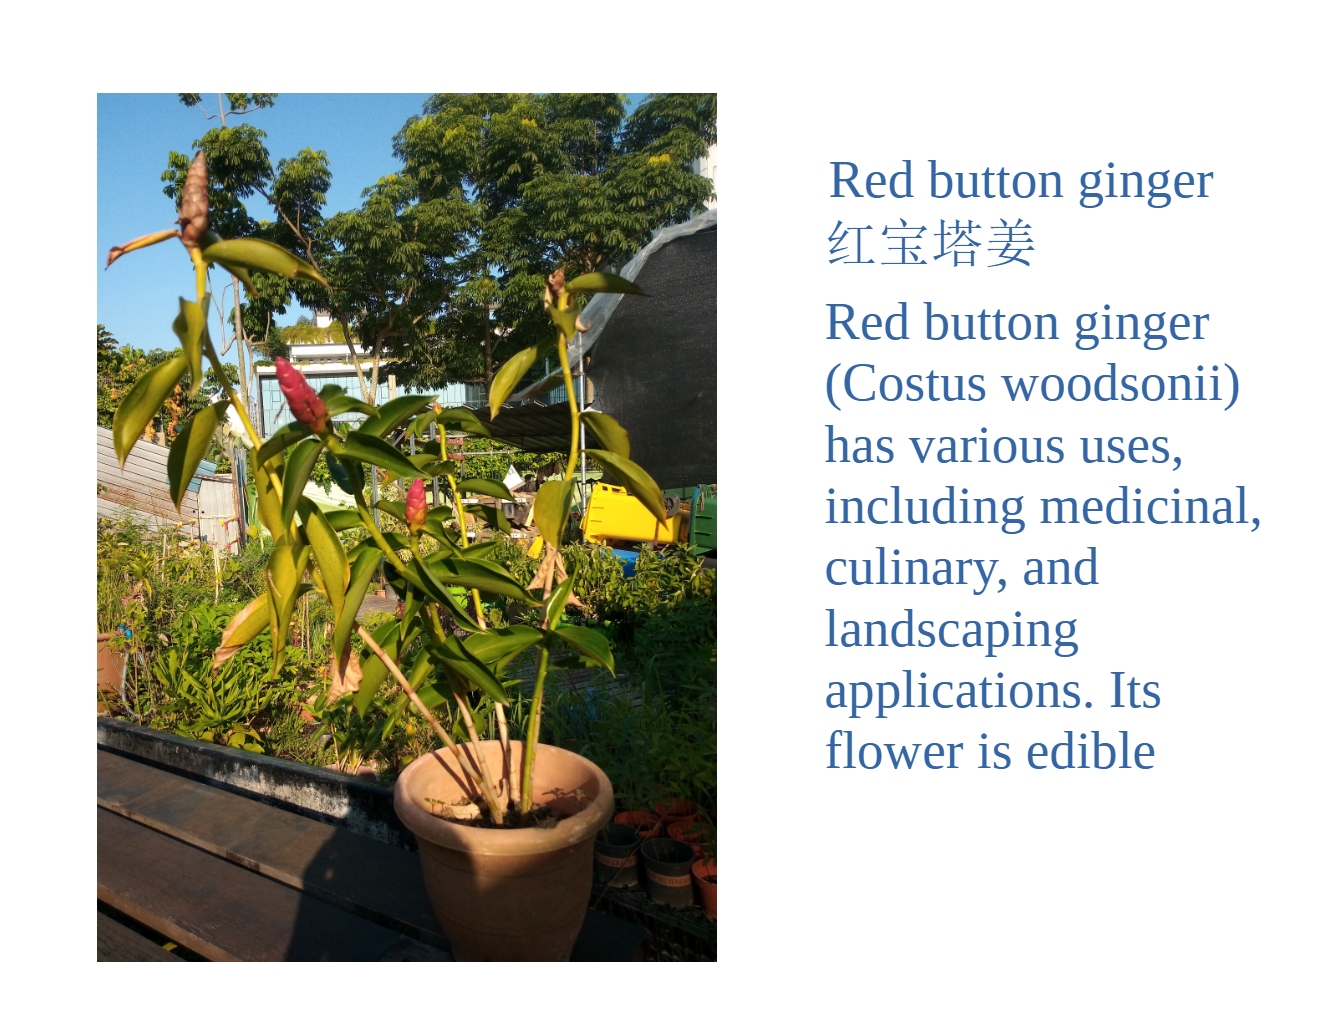 Red button ginger
红宝塔姜
Red button ginger
(Costus woodsonii)
has various uses,
including medicinal,
culinary, and
landscaping
applications. Its
flower is edible